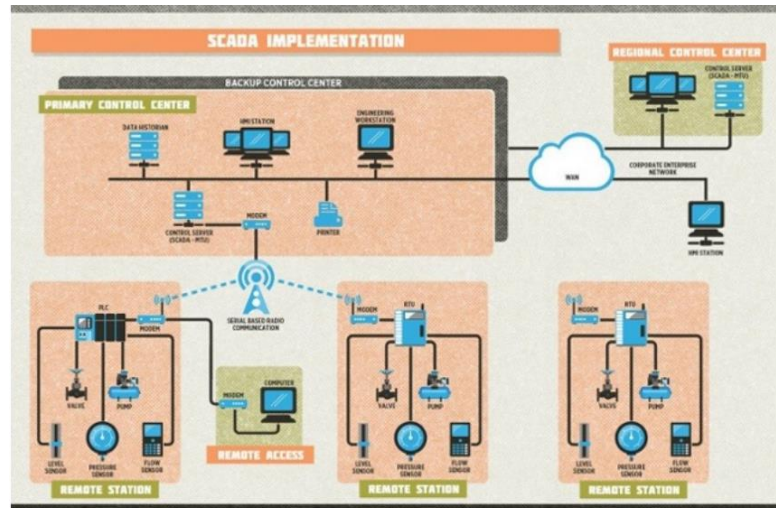 SCADA IMPLEMENTATION
REGIONAL CONTROL CENTER
CONTROL SERVER
(SCADA - MTU)
BACKUP CONTROL CENTER
PRIMARY CONTROL CENTER
DATA HISTORIAN
HMI STATION
ENGINEERING
WORKSTATION
WAN
CORPORATE ENTERPRISE
NETWORK
CONTROL SERVER
(SCADA - MTU)
MODEM
PRINTER
HMI STATION
PLC
MODEM
SERIAL BASED RADIO
COMMUNICATION
MODEM
RTU
MODEM
RTU
VALVE
PUMP
MODEM
COMPUTER
VALVE
PUMP
VALVE
PUMP
REMOTE ACCESS
LEVEL
SENSOR
PRESSURE
SENSOR
FLOW
SENSOR
LEVEL
SENSOR
PRESSURE
SENSOR
FLOW
SENSOR
LEVEL
SENSOR
PRESSURE
SENSOR
FLOW
SENSOR
REMOTE STATION
REMOTE STATION
REMOTE STATION